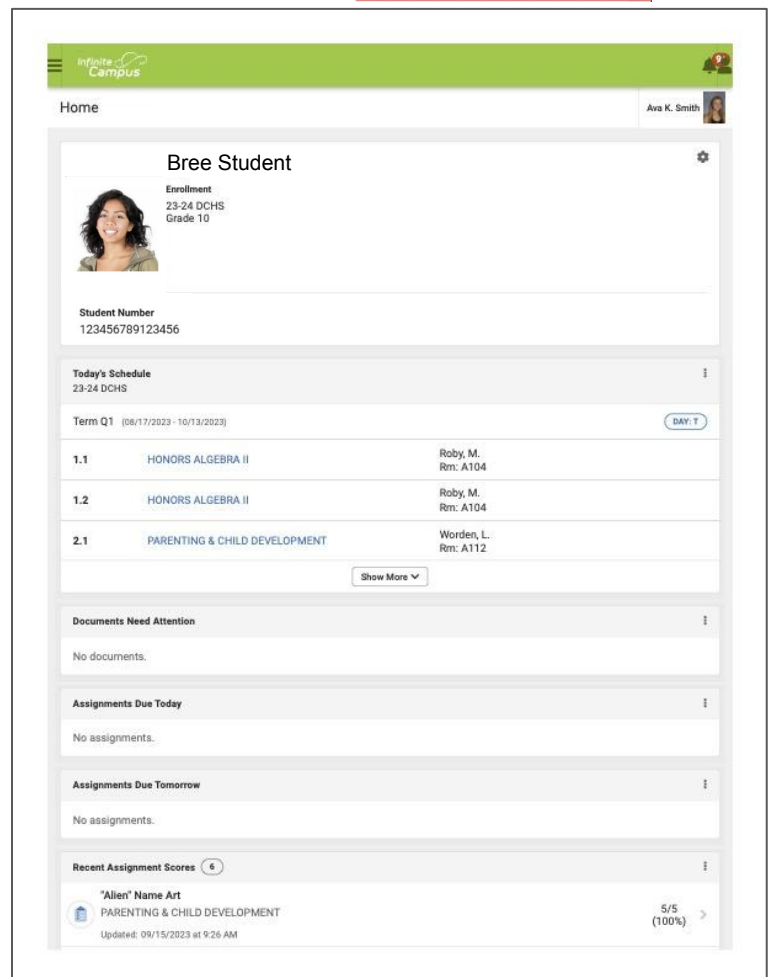 Infinite
Campus
9+
Home
Ava K. Smith
Bree Student
Enrollment
23-24 DCHS
Grade 10
Student Number
123456789123456
Today's Schedule
23-24 DCHS
Term Q1 (08/17/2023 - 10/13/2023) DAY: T
1.1 HONORS ALGEBRA II Roby, M.
Rm: A104
1.2 HONORS ALGEBRA II Roby, M.
Rm: A104
2.1 PARENTING & CHILD DEVELOPMENT Worden, L.
Rm: A112
Show More
Documents Need Attention
No documents.
Assignments Due Today
No assignments.
Assignments Due Tomorrow
No assignments.
Recent Assignment Scores 6
"Alien" Name Art
PARENTING & CHILD DEVELOPMENT 5/5
(100%)
Updated: 09/15/2023 at 9:26 AM